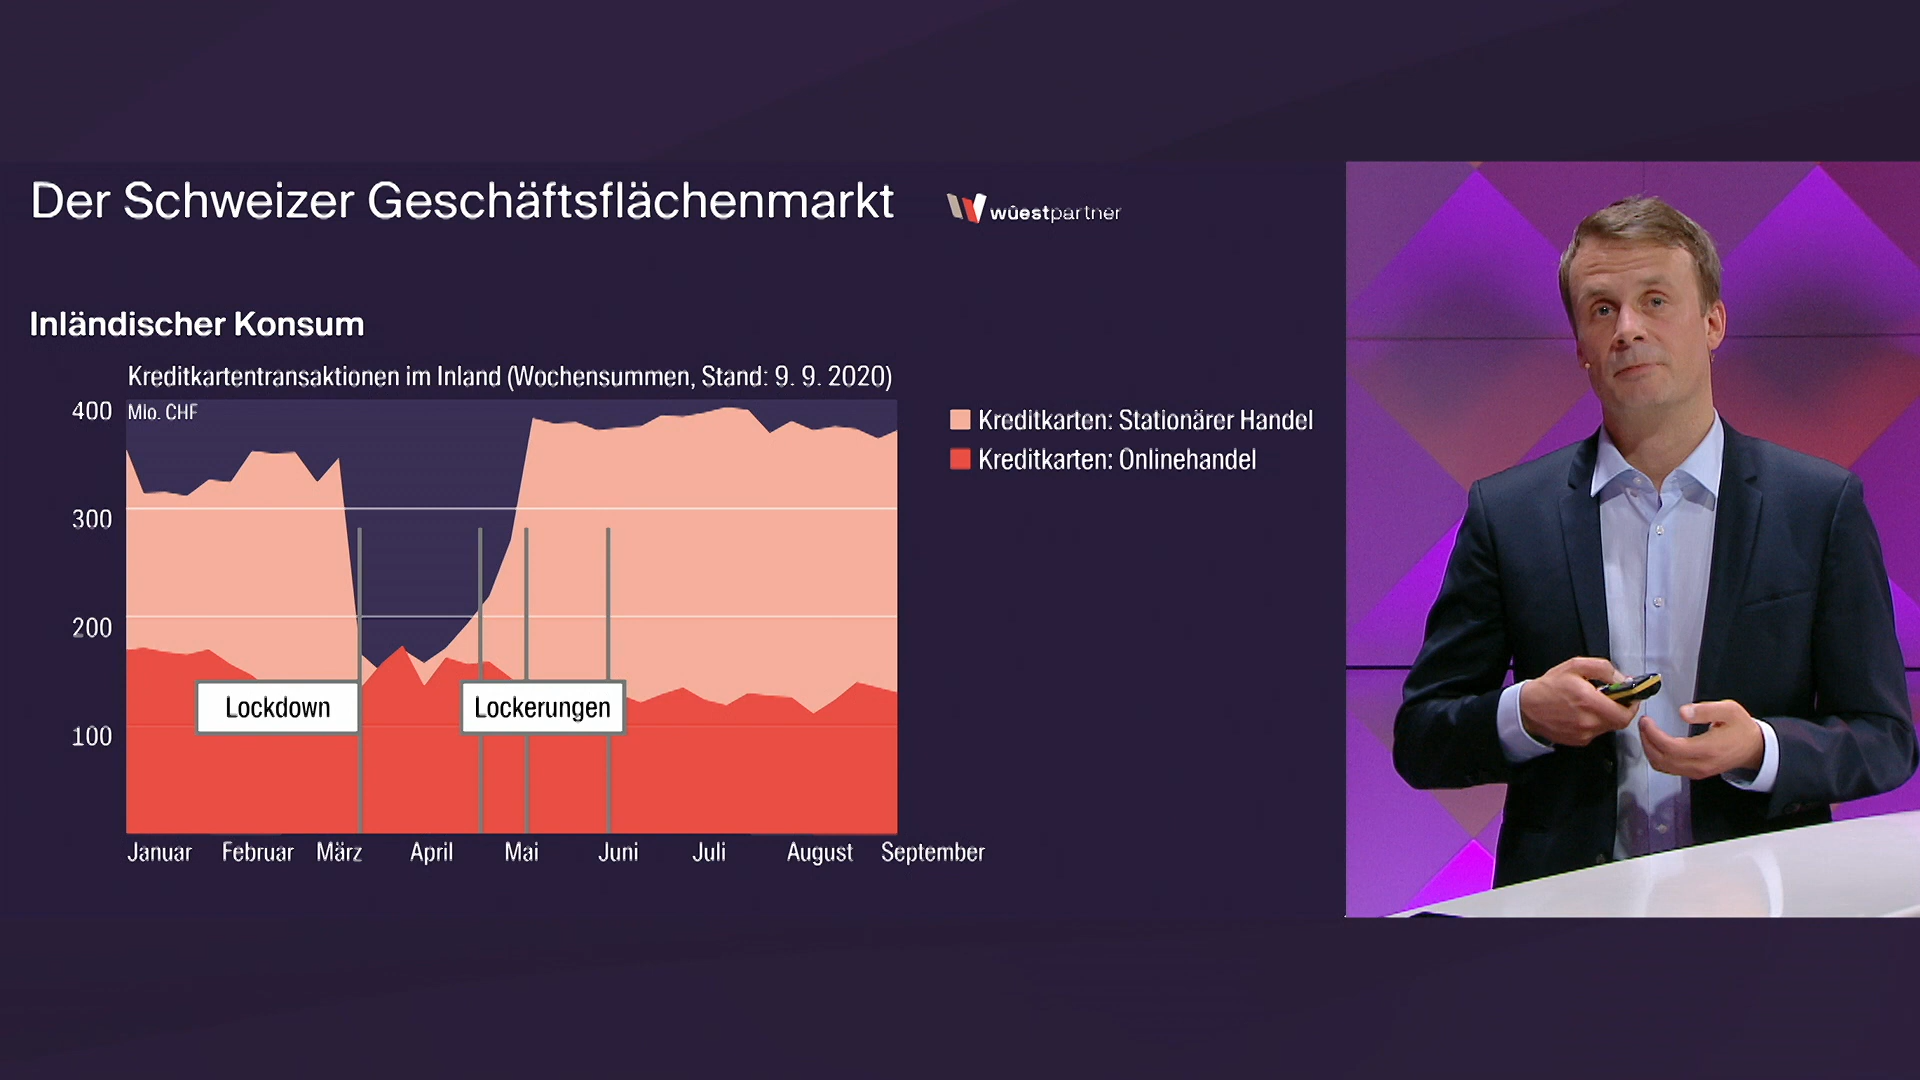 Der Schweizer Geschäftsflächenmarkt
wüestpartner
Inländischer Konsum
Kreditkartentransaktionen im Inland (Wochensummen, Stand: 9. 9. 2020)
400
Mio. CHF
Kreditkarten: Stationärer Handel
Kreditkarten: Onlinehandel
300
200
Lockdown
Lockerungen
100
Januar Februar März April Mai Juni Juli August September